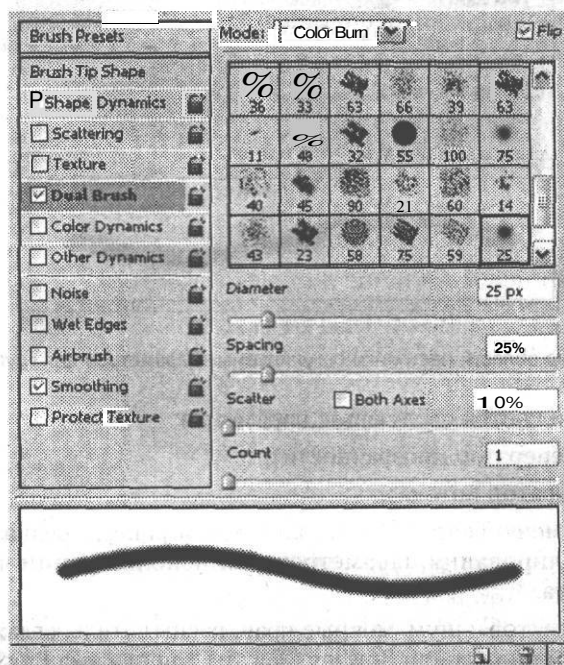 Brush Presets
Mode: Color Burn Flip
Brush Tip Shape
P Shape Dynamics
Scattering
Texture
Dual Brush
Color Dynamics
Other Dynamics
Noise
Wet Edges
Airbrush
Smoothing
Protect Texture
% % 
36 33 63 66 39 63
%
11 48 32 55 100 75
40 45 90 21 60 14
43 23 58 75 59 25
Diameter 25 px
Spacing 25%
Scatter Both Axes 1 0%
Count 1